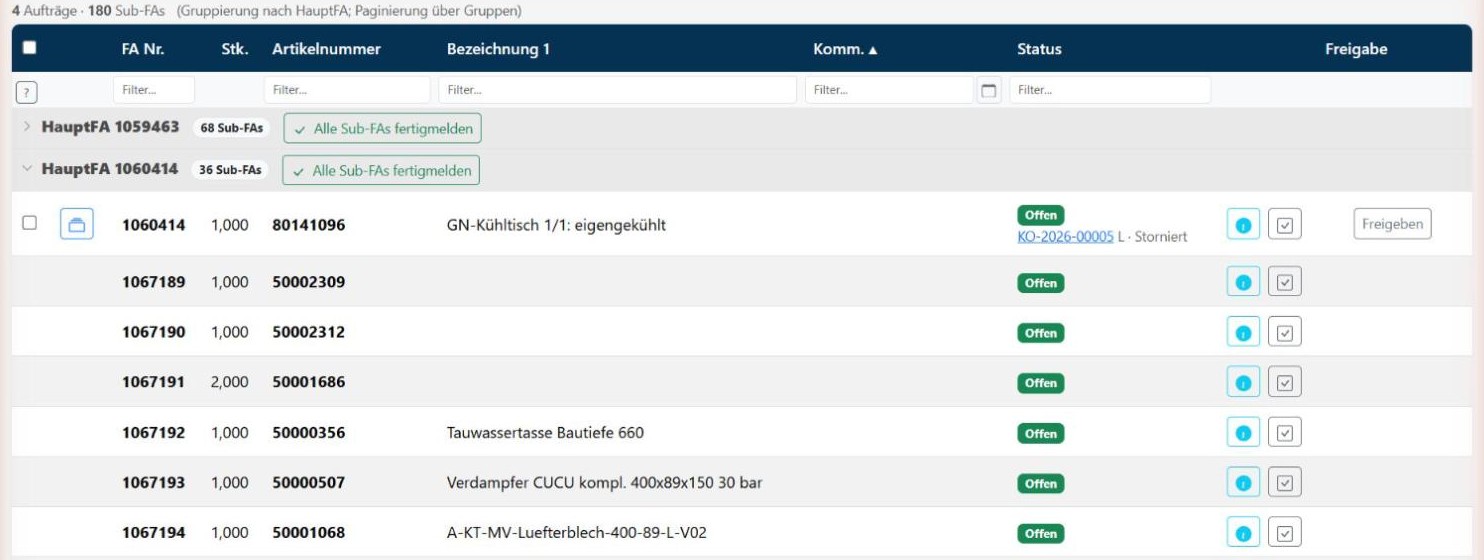 4 Aufträge · 180 Sub-FAs (Gruppierung nach HauptFA; Paginierung über Gruppen)
FA Nr. Stk. Artikelnummer Bezeichnung 1 Komm. ▲ Status Freigabe
? Filter... Filter... Filter... Filter... Filter...
HauptFA 1059463 68 Sub-FAs ✓ Alle Sub-FAs fertigmelden
HauptFA 1060414 36 Sub-FAs ✓ Alle Sub-FAs fertigmelden
1060414 1,000 80141096 GN-Kühltisch 1/1: eigengekühlt Offen Freigeben
KO-2026-00005 L · Storniert
1067189 1,000 50002309 Offen
1067190 1,000 50002312 Offen
1067191 2,000 50001686 Offen
1067192 1,000 50000356 Tauwassertasse Bautiefe 660 Offen
1067193 1,000 50000507 Verdampfer CUCU kompl. 400x89x150 30 bar Offen
1067194 1,000 50001068 A-KT-MV-Luefterblech-400-89-L-V02 Offen